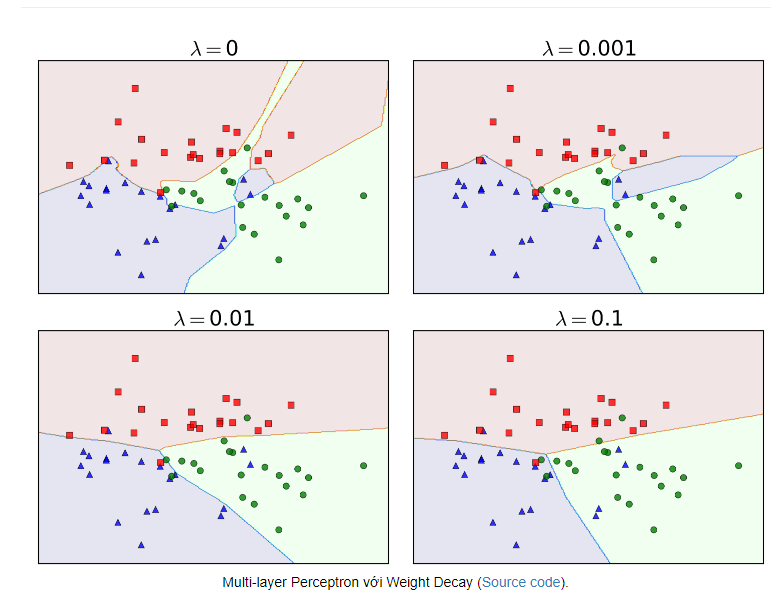 λ = 0
λ = 0.001
λ = 0.01
λ = 0.1
Multi-layer Perceptron với Weight Decay (Source code).